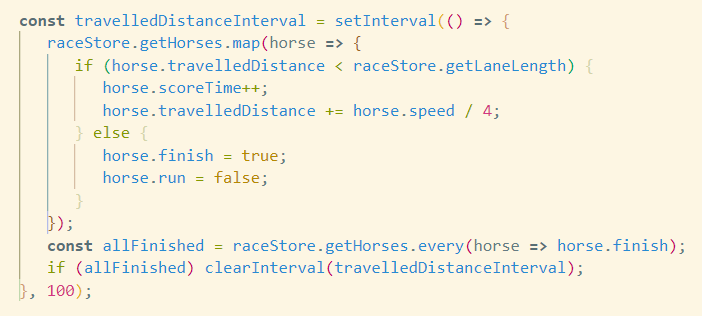 const travelledDistanceInterval = setInterval(() => {
raceStore.getHorses.map(horse => {
if (horse.travelledDistance < raceStore.getLaneLength) {
horse.scoreTime++;
horse.travelledDistance += horse.speed / 4;
} else {
horse.finish = true;
horse.run = false;
}
});
const allFinished = raceStore.getHorses.every(horse => horse.finish);
if (allFinished) clearInterval(travelledDistanceInterval);
}, 100);